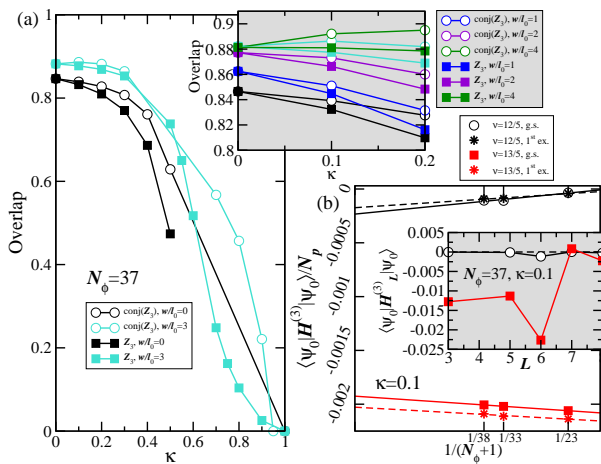 (a)
Overlap
1
0.8
0.6
0.4
0.2
0
0
0.2
0.4
0.6
0.8
1
κ
N_ϕ=37
conj(Z_3), w/l_0=0
conj(Z_3), w/l_0=3
Z_3, w/l_0=0
Z_3, w/l_0=3
Overlap
0.9
0.88
0.86
0.84
0.82
0.8
0
0.1
0.2
κ
conj(Z_3), w/l_0=1
conj(Z_3), w/l_0=2
conj(Z_3), w/l_0=4
Z_3, w/l_0=1
Z_3, w/l_0=2
Z_3, w/l_0=4
ν=12/5, g.s.
ν=12/5, 1st ex.
ν=13/5, g.s.
ν=13/5, 1st ex.
(b)
⟨ψ_0|H^(3)|ψ_0⟩/N_p
0
-0.0005
-0.001
-0.0015
-0.002
κ=0.1
1/38
1/33
1/23
1/(N_ϕ+1)
⟨ψ_0|H_L^(3)|ψ_0⟩
0.005
0.000
-0.005
-0.010
-0.015
-0.020
-0.025
N_ϕ=37, κ=0.1
3
4
5
6
7
L